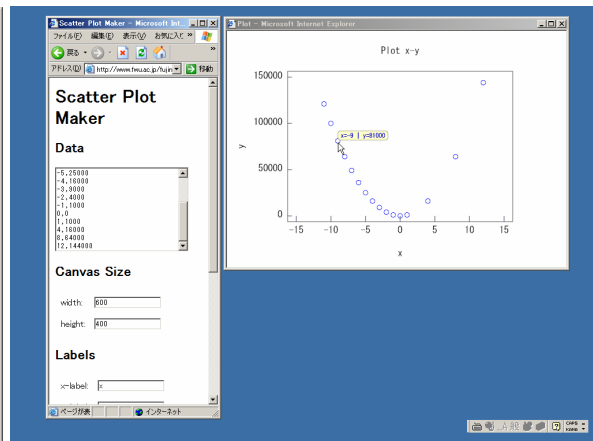 Scatter Plot Maker - Microsoft Int...
ファイル(F) 編集(E) 表示(V) お気に入 »
戻る »
アドレス(D) http://www.fwu.ac.jp/fujin 移動
Scatter Plot
Maker
Data
-5,25000
-4,16000
-3,9000
-2,4000
-1,1000
0,0
1,1000
4,16000
8,64000
12,144000
Canvas Size
width: 600
height: 400
Labels
x-label: x
ページが表 インターネット
Plot - Microsoft Internet Explorer
Plot x-y
150000
100000
50000
0
y
x=-9 | y=81000
-15 -10 -5 0 5 10 15
x
A 般 CAPS
KANA